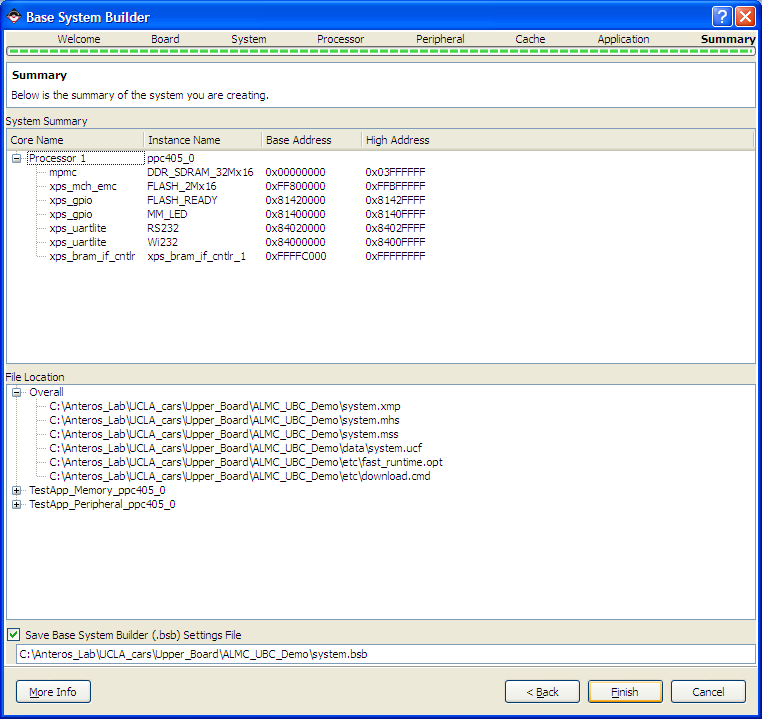 Base System Builder
Welcome Board System Processor Peripheral Cache Application Summary
Summary
Below is the summary of the system you are creating.
System Summary
Core Name Instance Name Base Address High Address
Processor 1 ppc405_0
mpmc DDR_SDRAM_32Mx16 0x00000000 0x03FFFFFF
xps_mch_emc FLASH_2Mx16 0xFF800000 0xFFBFFFFF
xps_gpio FLASH_READY 0x81420000 0x8142FFFF
xps_gpio MM_LED 0x81400000 0x8140FFFF
xps_uartlite RS232 0x84020000 0x8402FFFF
xps_uartlite Wi232 0x84000000 0x8400FFFF
xps_bram_if_cntlr xps_bram_if_cntlr_1 0xFFFFC000 0xFFFFFFFF
File Location
Overall
C:\Anteros_Lab\UCLA_cars\Upper_Board\ALMC_UBC_Demo\system.xmp
C:\Anteros_Lab\UCLA_cars\Upper_Board\ALMC_UBC_Demo\system.mhs
C:\Anteros_Lab\UCLA_cars\Upper_Board\ALMC_UBC_Demo\system.mss
C:\Anteros_Lab\UCLA_cars\Upper_Board\ALMC_UBC_Demo\data\system.ucf
C:\Anteros_Lab\UCLA_cars\Upper_Board\ALMC_UBC_Demo\etc\fast_runtime.opt
C:\Anteros_Lab\UCLA_cars\Upper_Board\ALMC_UBC_Demo\etc\download.cmd
TestApp_Memory_ppc405_0
TestApp_Peripheral_ppc405_0
Save Base System Builder (.bsb) Settings File
C:\Anteros_Lab\UCLA_cars\Upper_Board\ALMC_UBC_Demo\system.bsb
More Info < Back Finish Cancel